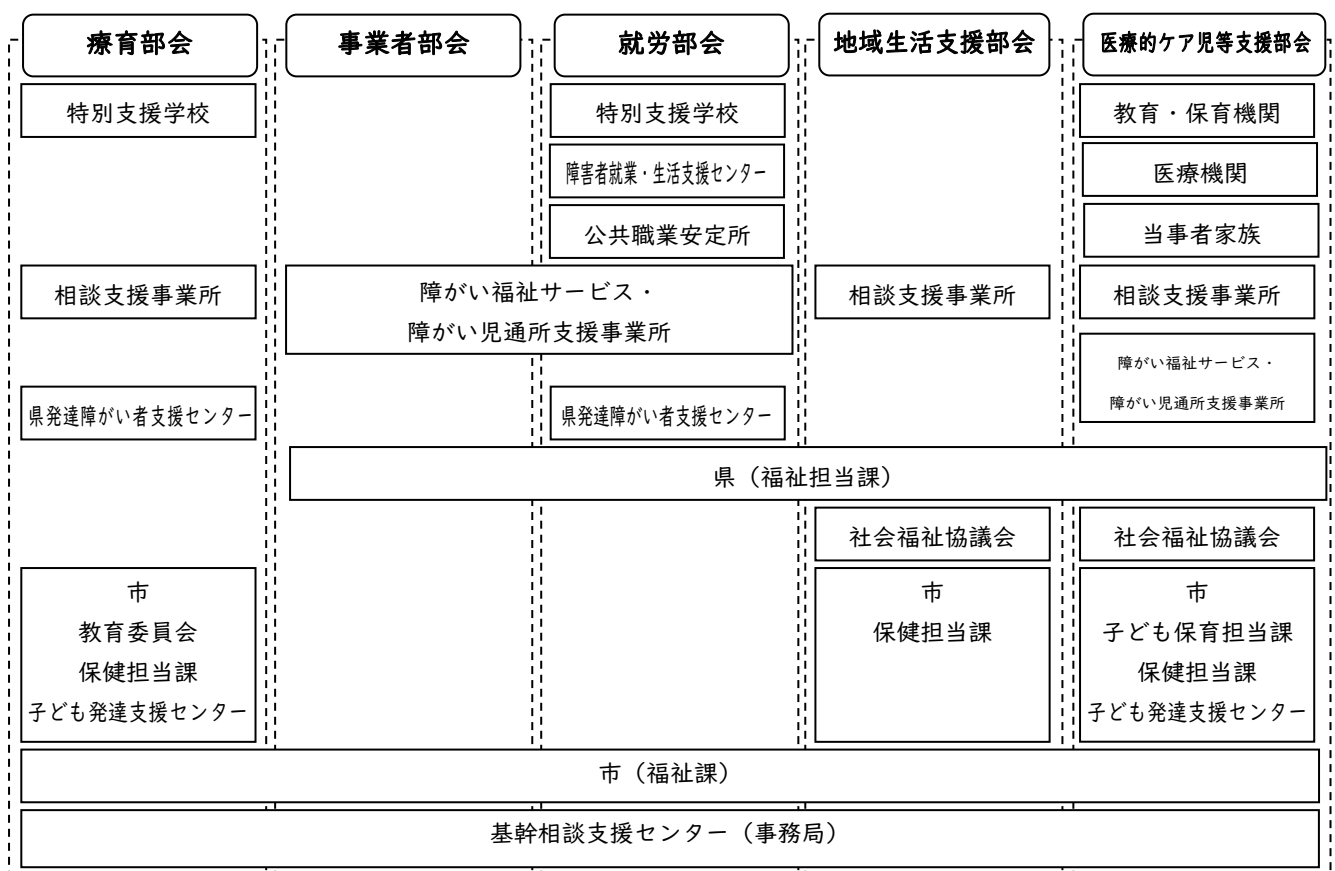 療育部会
事業者部会
就労部会
地域生活支援部会
医療的ケア児等支援部会
特別支援学校
特別支援学校
教育・保育機関
障害者就業・生活支援センター
医療機関
公共職業安定所
当事者家族
相談支援事業所
障がい福祉サービス・
障がい児通所支援事業所
相談支援事業所
相談支援事業所
障がい福祉サービス・
障がい児通所支援事業所
県発達障がい者支援センター
県発達障がい者支援センター
県（福祉担当課）
社会福祉協議会
社会福祉協議会
市
教育委員会
保健担当課
子ども発達支援センター
市
保健担当課
市
子ども保育担当課
保健担当課
子ども発達支援センター
市（福祉課）
基幹相談支援センター（事務局）